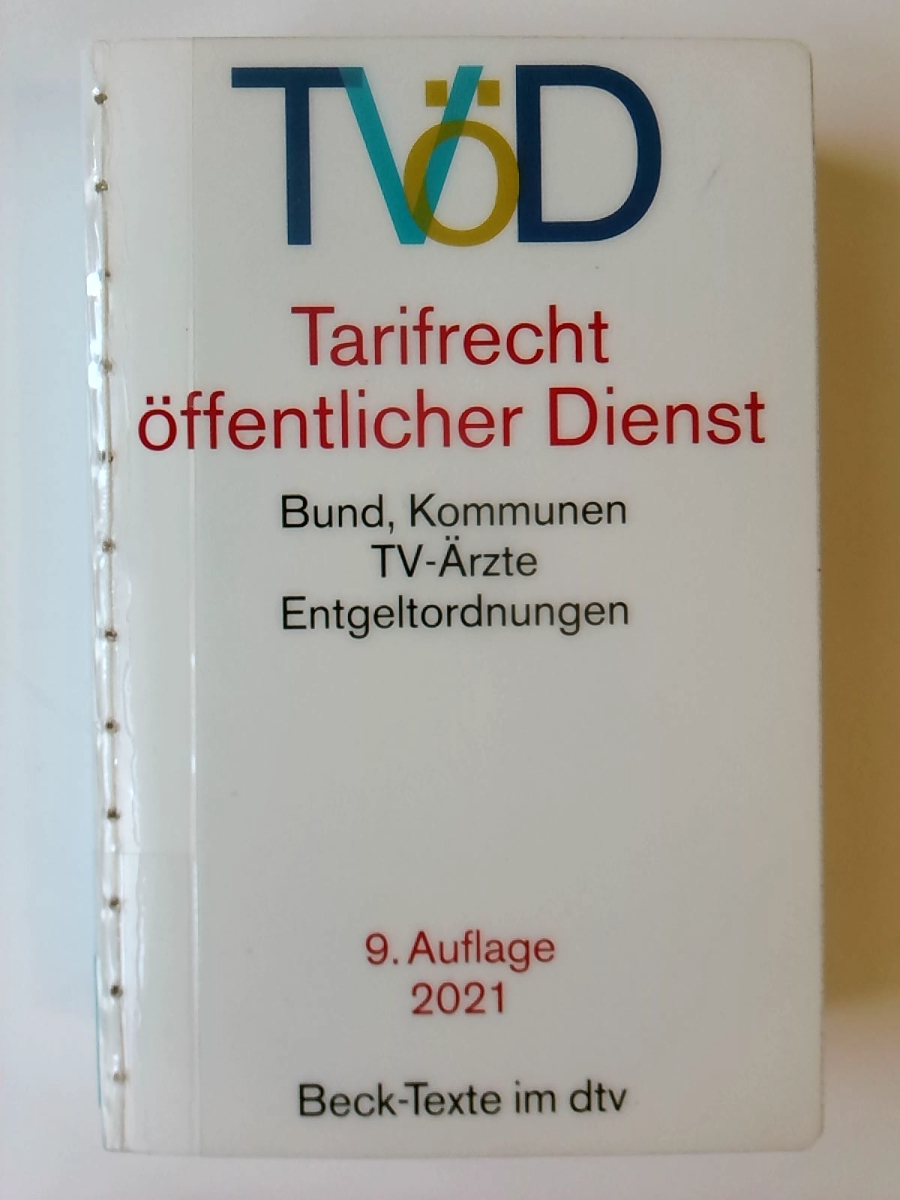 TVöD
Tarifrecht
öffentlicher Dienst
Bund, Kommunen
TV-Ärzte
Entgeltordnungen
9. Auflage
2021
Beck-Texte im dtv